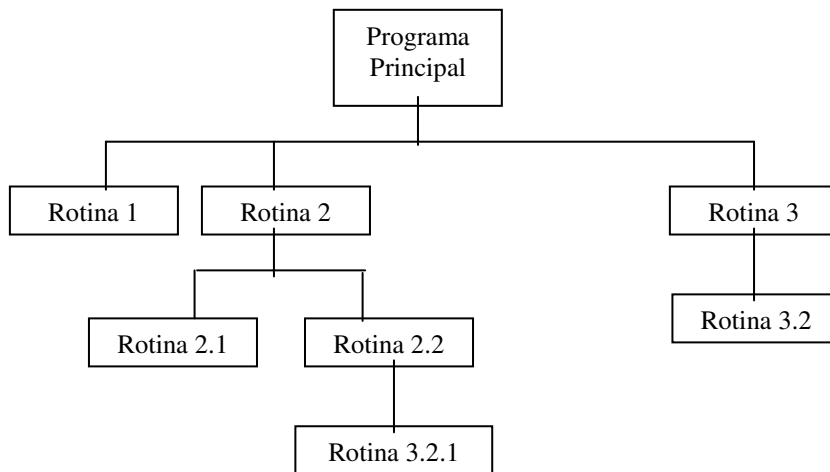 Programa
Principal
Rotina 1
Rotina 2
Rotina 3
Rotina 2.1
Rotina 2.2
Rotina 3.2
Rotina 3.2.1